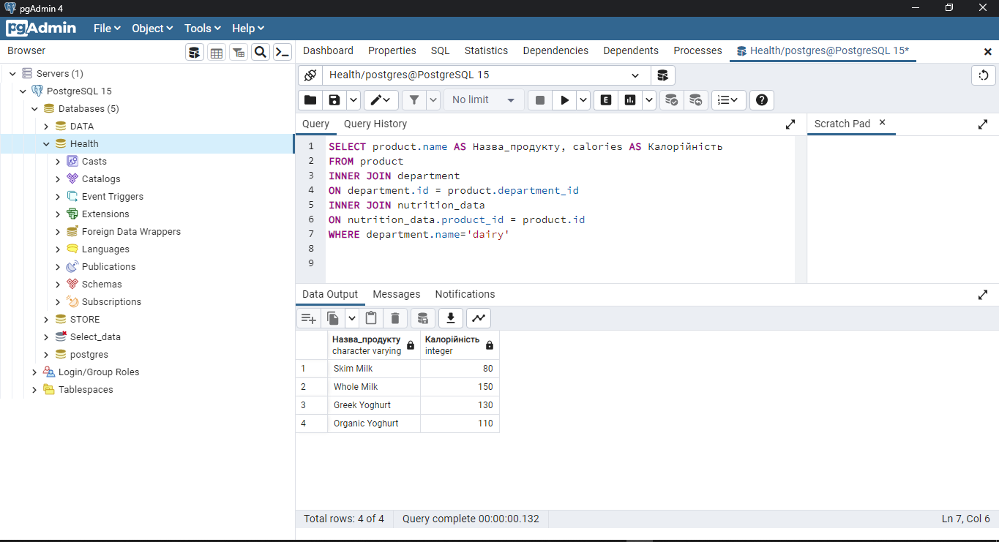 pgAdmin 4
pgAdmin File Object Tools Help
Browser
Dashboard Properties SQL Statistics Dependencies Dependents Processes Health/postgres@PostgreSQL 15*
Servers (1)
PostgreSQL 15
Databases (5)
DATA
Health
Casts
Catalogs
Event Triggers
Extensions
Foreign Data Wrappers
Languages
Publications
Schemas
Subscriptions
STORE
Select_data
postgres
Login/Group Roles
Tablespaces
Health/postgres@PostgreSQL 15
No limit
E
Query Query History
Scratch Pad
1 SELECT product.name AS Назва_продукту, calories AS Калорійність
2 FROM product
3 INNER JOIN department
4 ON department.id = product.department_id
5 INNER JOIN nutrition_data
6 ON nutrition_data.product_id = product.id
7 WHERE department.name='dairy'
8
9
Data Output Messages Notifications
Назва_продукту Калорійність
character varying integer
1 Skim Milk 80
2 Whole Milk 150
3 Greek Yoghurt 130
4 Organic Yoghurt 110
Total rows: 4 of 4 Query complete 00:00:00.132 Ln 7, Col 6